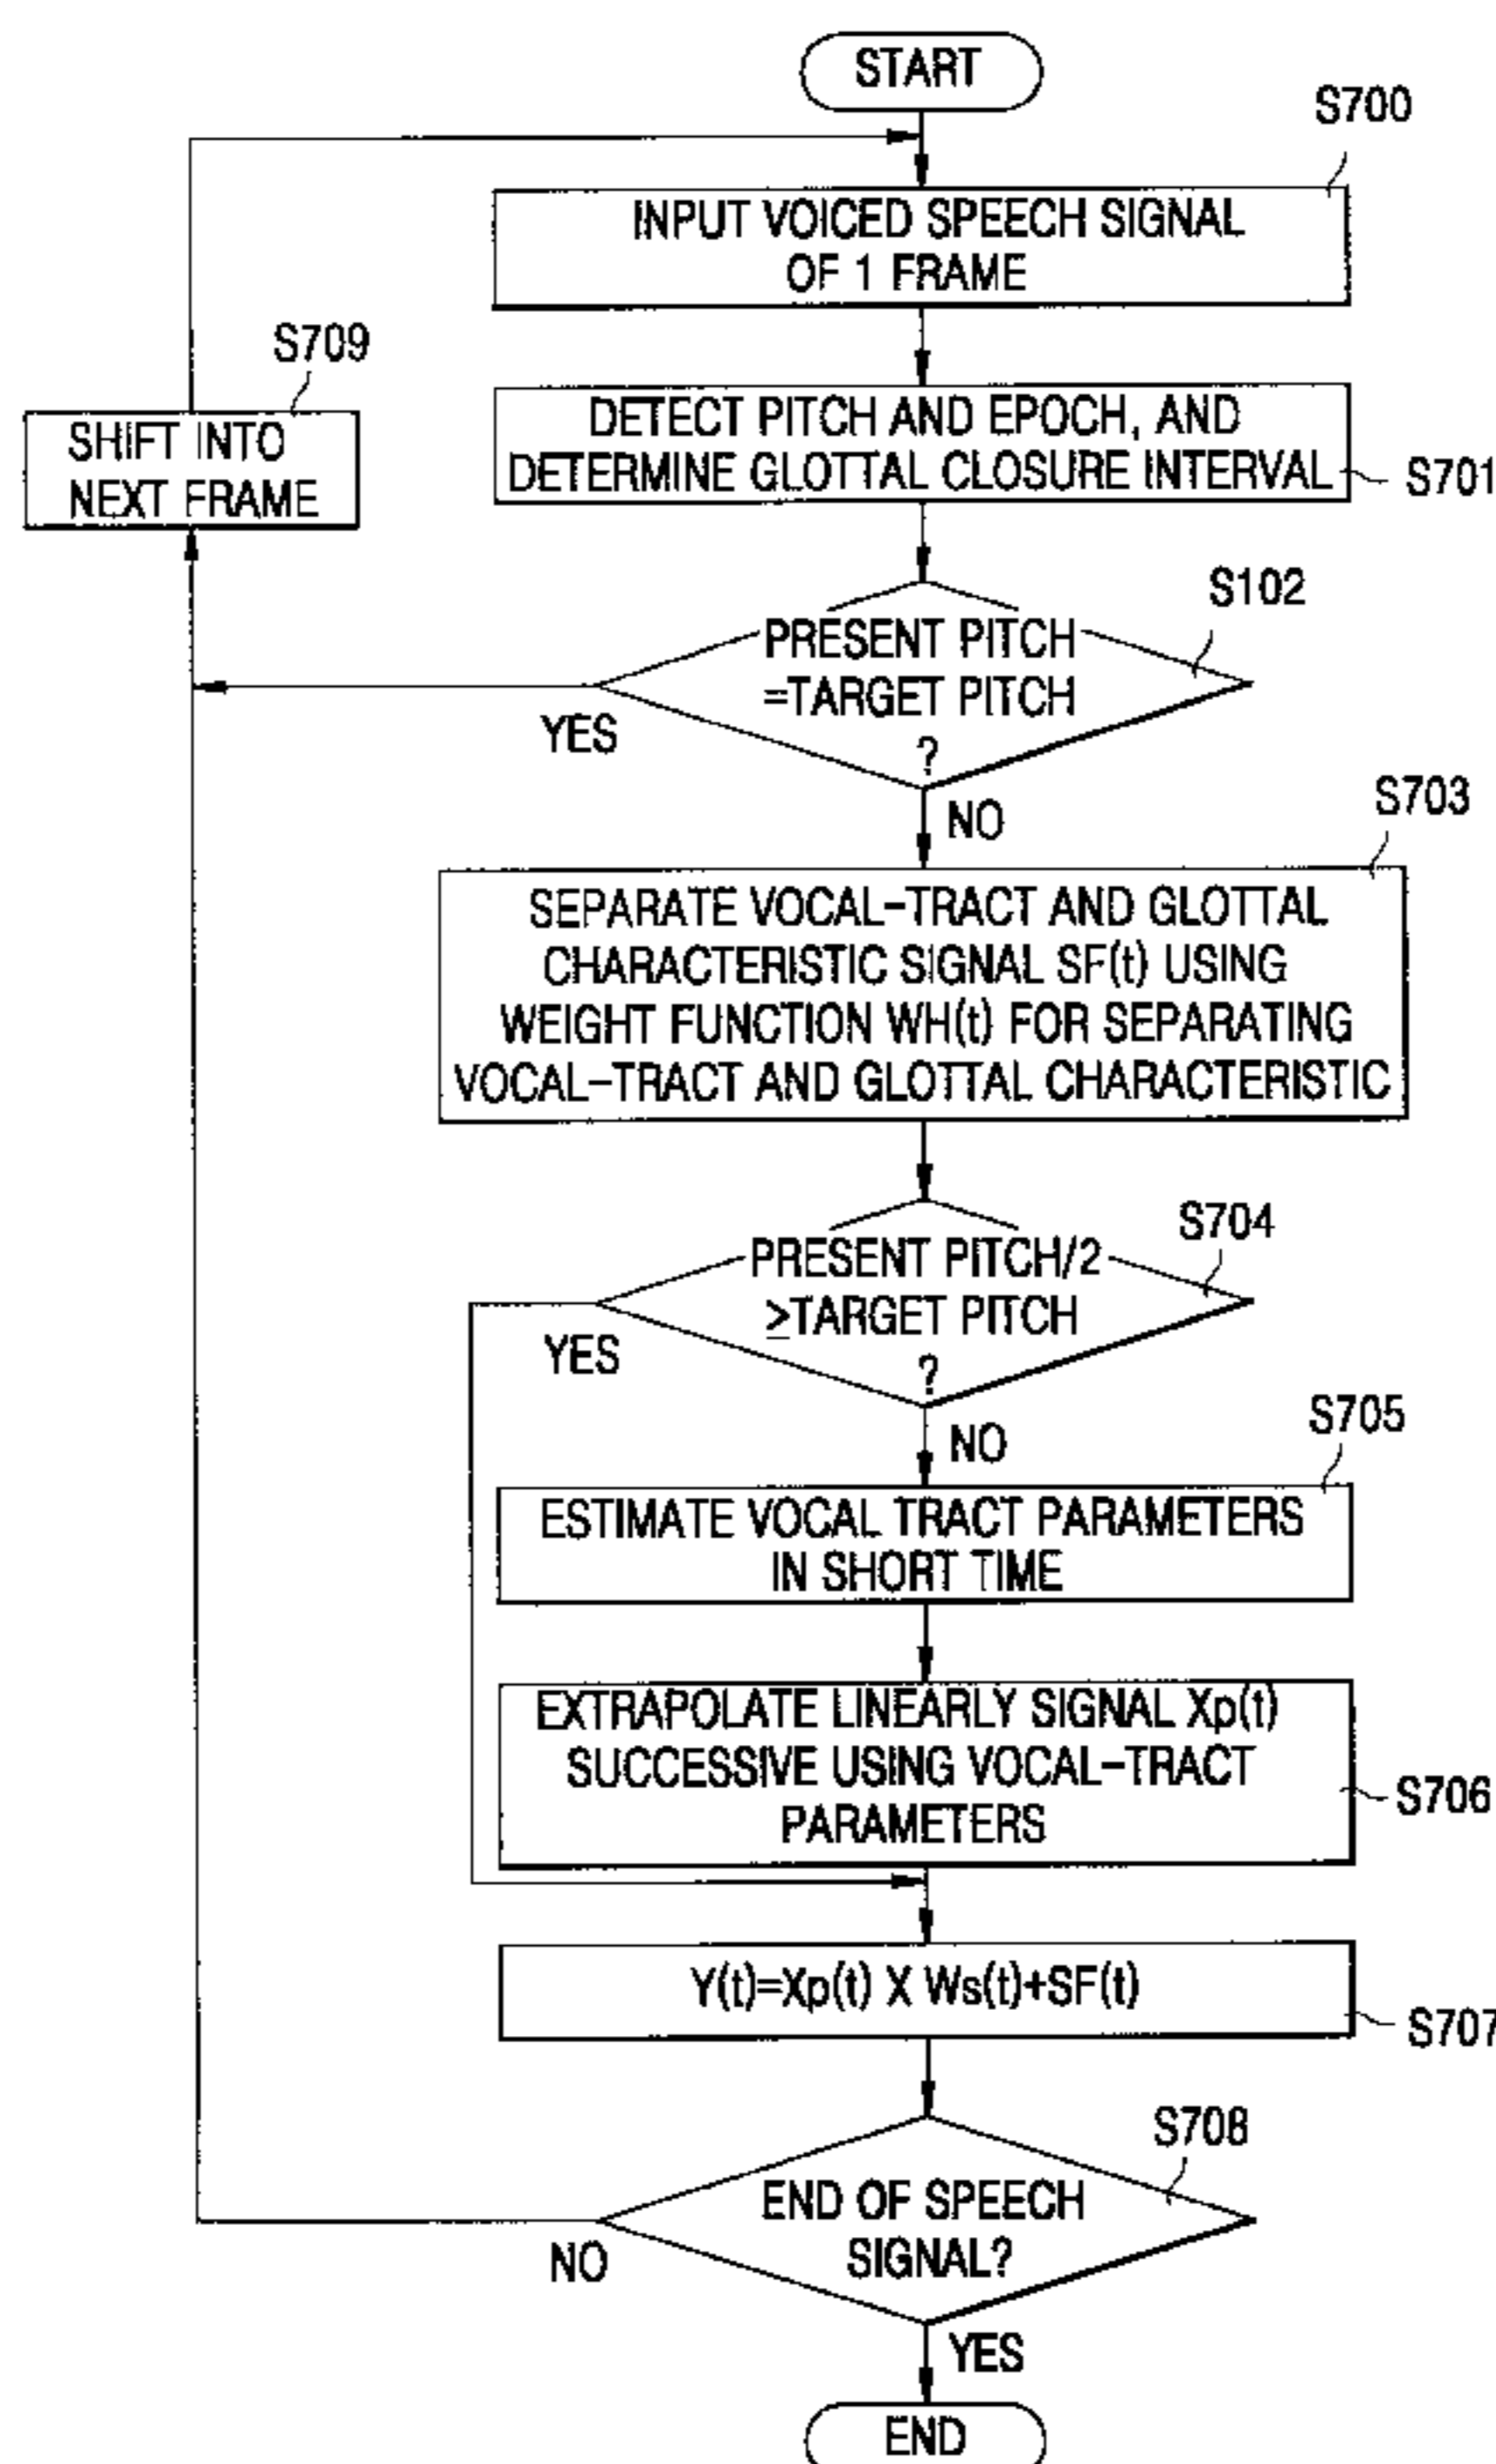 START
S700
INPUT VOICED SPEECH SIGNAL
OF 1 FRAME
S709
SHIFT INTO
NEXT FRAME
DETECT PITCH AND EPOCH, AND
DETERMINE GLOTTAL CLOSURE INTERVAL
S701
S102
PRESENT PITCH
=TARGET PITCH
?
YES
NO
S703
SEPARATE VOCAL-TRACT AND GLOTTAL
CHARACTERISTIC SIGNAL SF(t) USING
WEIGHT FUNCTION WH(t) FOR SEPARATING
VOCAL-TRACT AND GLOTTAL CHARACTERISTIC
S704
PRESENT PITCH/2
≥TARGET PITCH
?
YES
NO
S705
ESTIMATE VOCAL TRACT PARAMETERS
IN SHORT TIME
EXTRAPOLATE LINEARLY SIGNAL Xp(t)
SUCCESSIVE USING VOCAL-TRACT
PARAMETERS
S706
Y(t)=Xp(t) X Ws(t)+SF(t)
S707
S708
END OF SPEECH
SIGNAL?
NO
YES
END